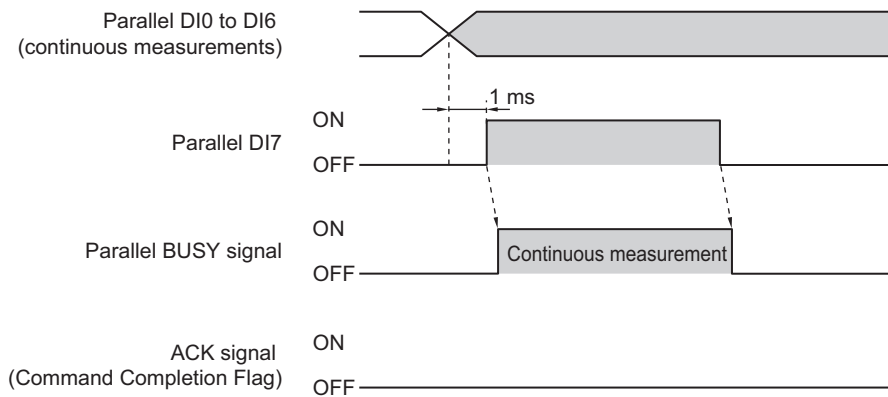 Parallel DI0 to DI6
(continuous measurements)
1 ms
ON
Parallel DI7
OFF
ON
Parallel BUSY signal
Continuous measurement
OFF
ON
ACK signal
(Command Completion Flag)
OFF